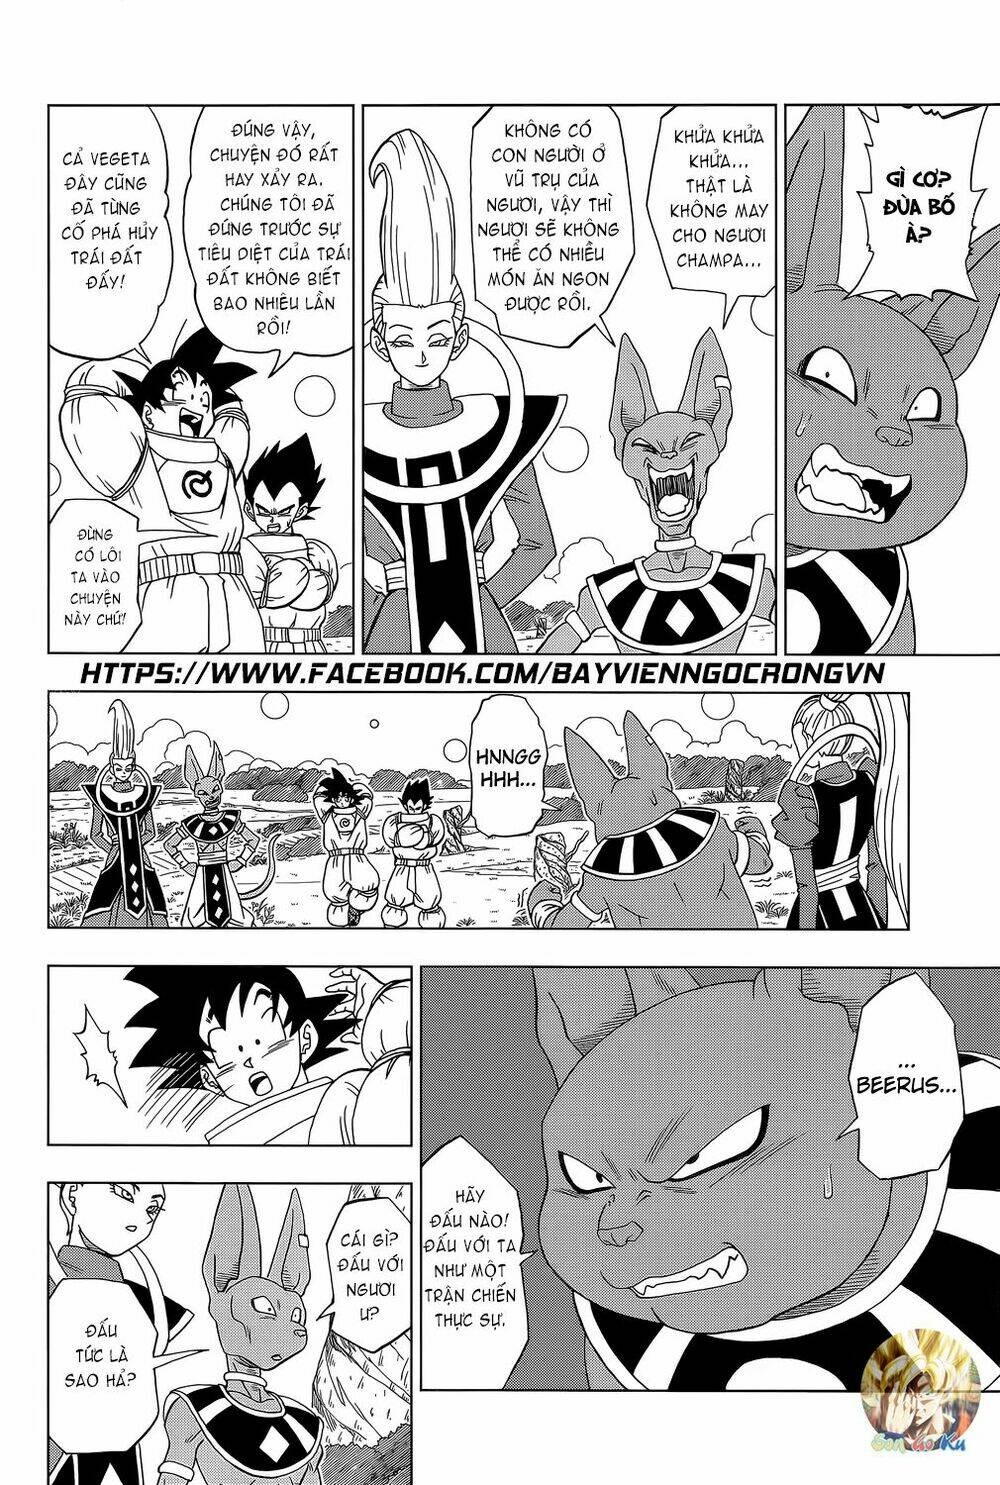 GÌ CƠ?
ĐÙA BỐ
À?
KHỬA KHỬA
KHỬA...
THẬT LÀ
KHÔNG MAY
CHO NGƯƠI
CHAMPA...
KHÔNG CÓ
CON NGƯỜI Ở
VŨ TRỤ CỦA
NGƯƠI, VẬY THÌ
NGƯƠI SẼ KHÔNG
THỂ CÓ NHIỀU
MÓN ĂN NGON
ĐƯỢC RỒI.
ĐÚNG VẬY,
CHUYỆN ĐÓ RẤT
HAY XẢY RA.
CHÚNG TÔI ĐÃ
ĐỨNG TRƯỚC SỰ
TIÊU DIỆT CỦA TRÁI
ĐẤT KHÔNG BIẾT
BAO NHIÊU LẦN
RỒI!
CẢ VEGETA
ĐÂY CŨNG
ĐÃ TỪNG
CỐ PHÁ HỦY
TRÁI ĐẤT
ĐẤY!
ĐỪNG
CÓ LÔI
TA VÀO
CHUYỆN
NÀY CHỨ!
HTTPS://WWW.FACEBOOK.COM/BAYVIENNGOCRONGVN
HNNGG
HHH...
...
BEERUS...
HÃY
ĐẤU NÀO!
ĐẤU VỚI TA
NHƯ MỘT
TRẬN CHIẾN
THỰC SỰ.
CÁI GÌ?
ĐẤU VỚI
NGƯƠI
Ư?
ĐẤU
TỨC LÀ
SAO HẢ?
Son Go Ku